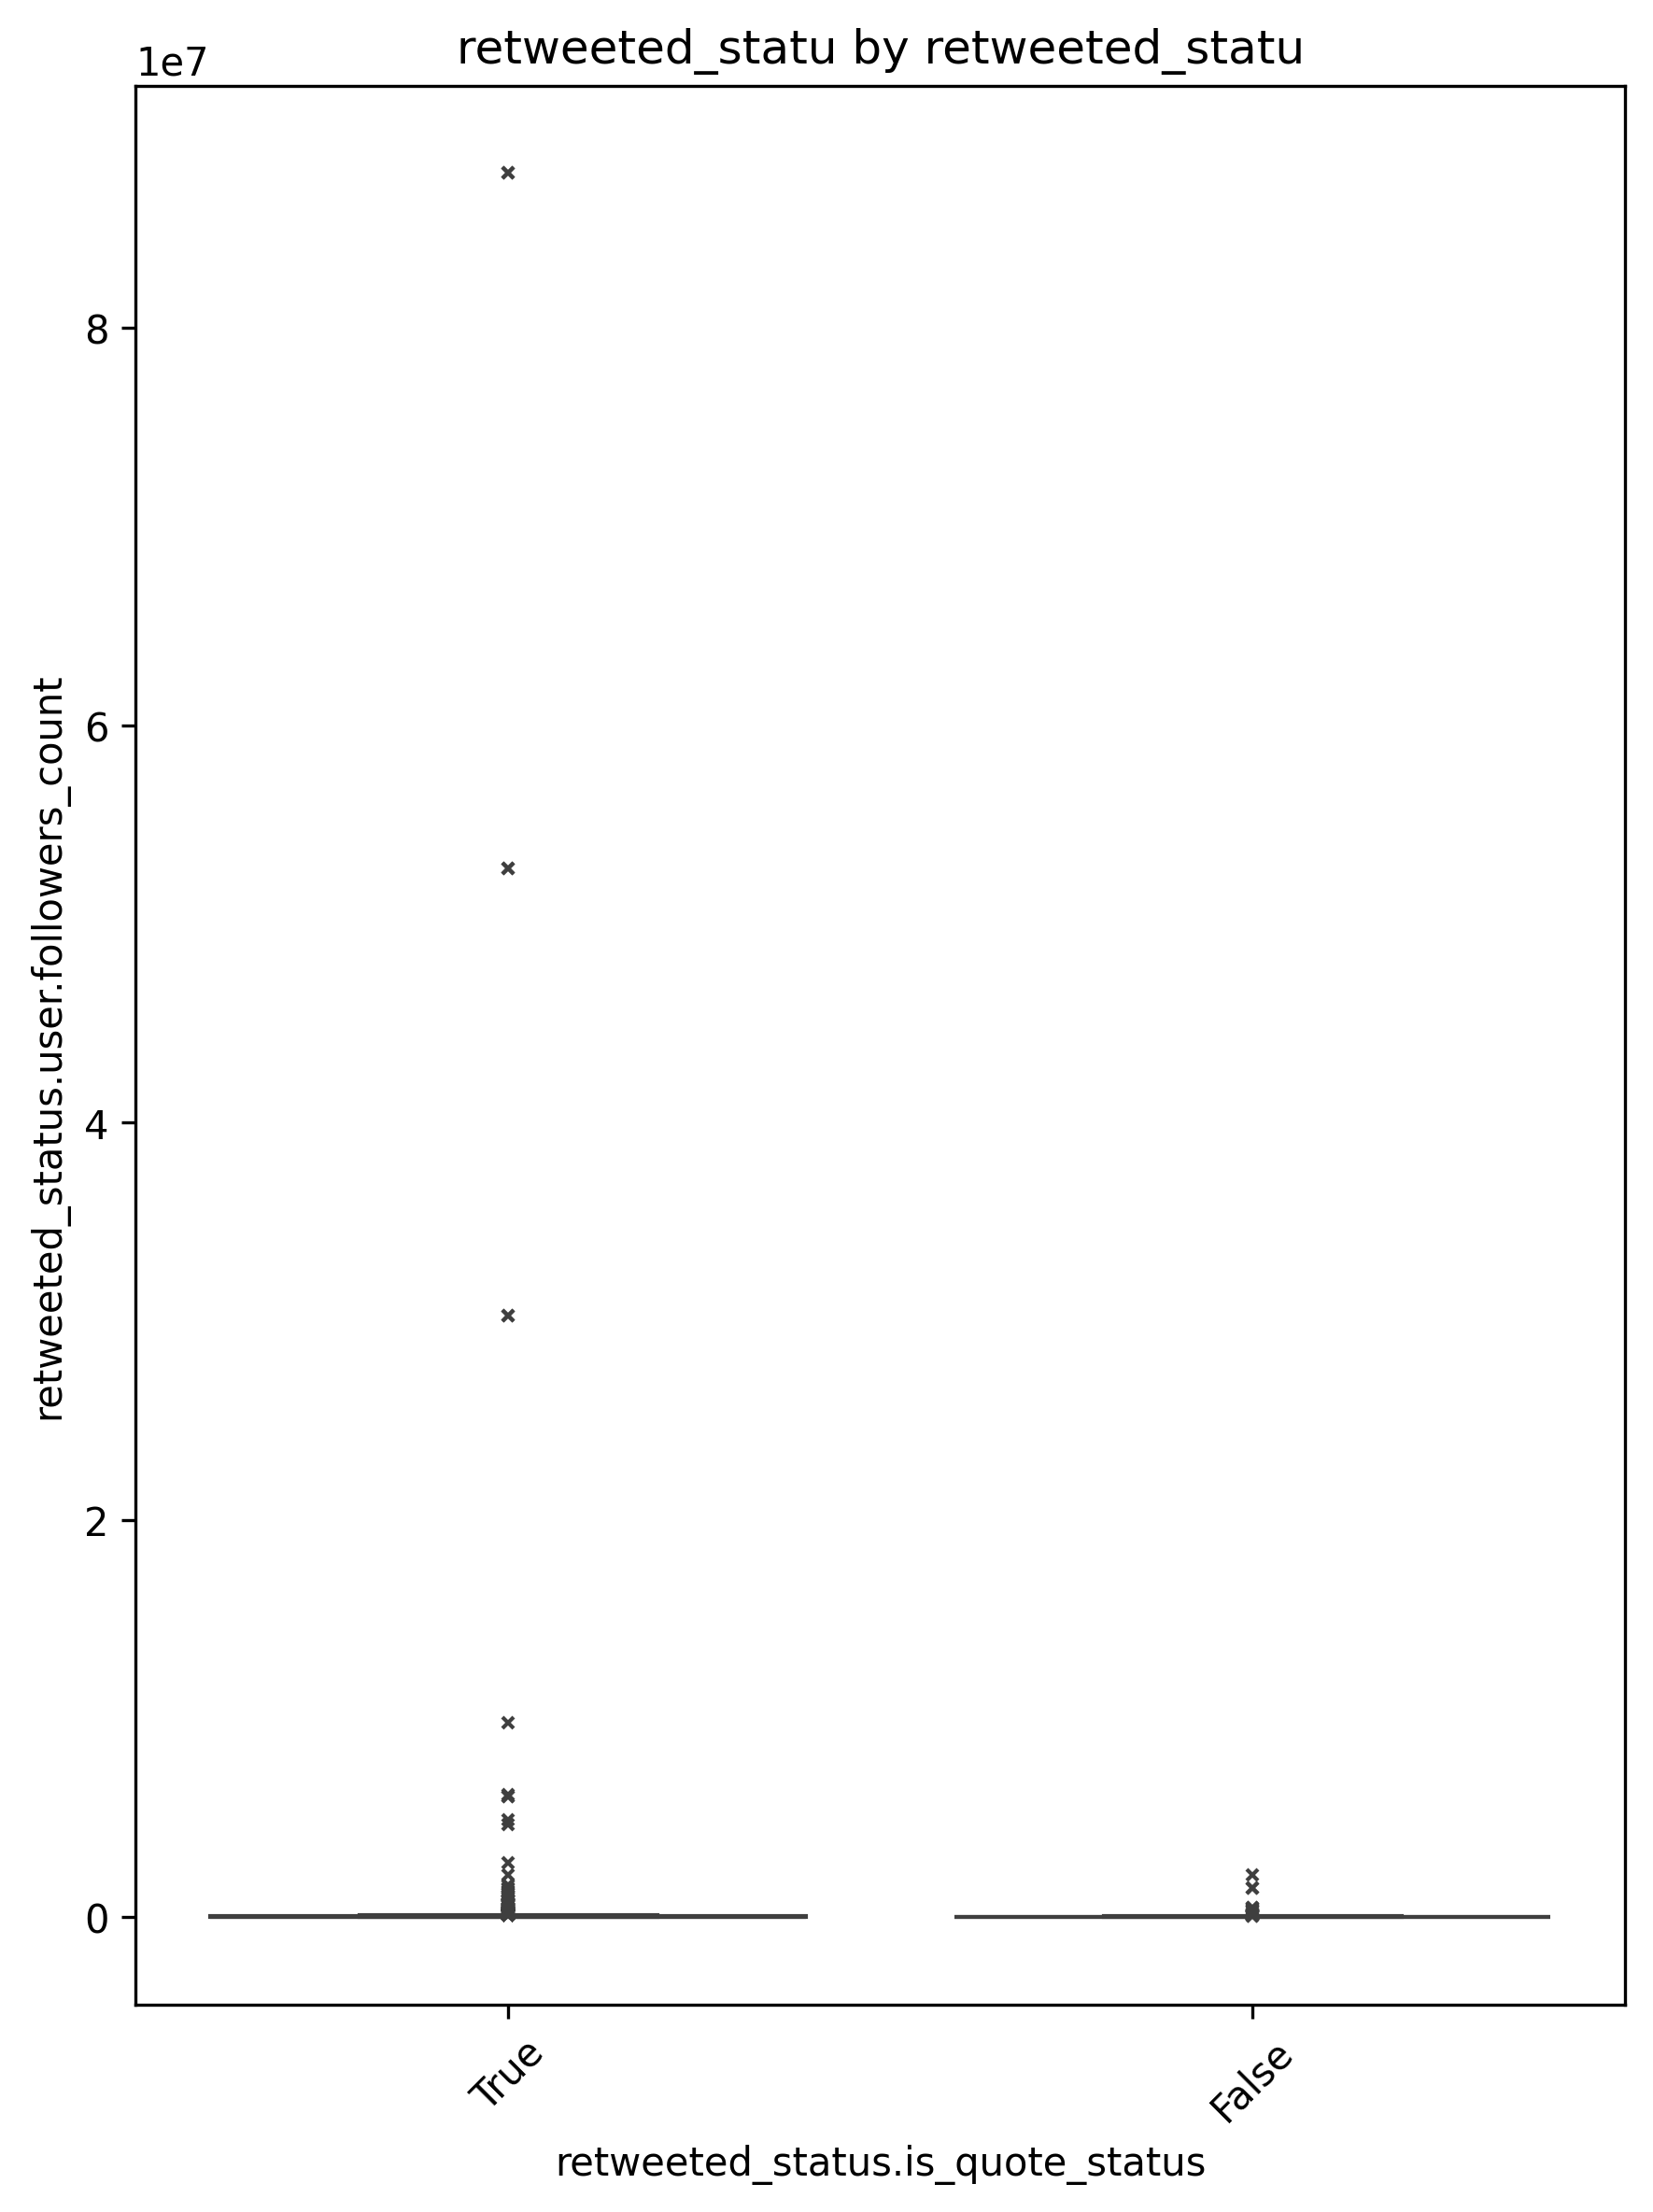 retweeted_statu by retweeted_statu
1e7
8
6
4
2
0
retweeted_status.user.followers_count
True
False
retweeted_status.is_quote_status